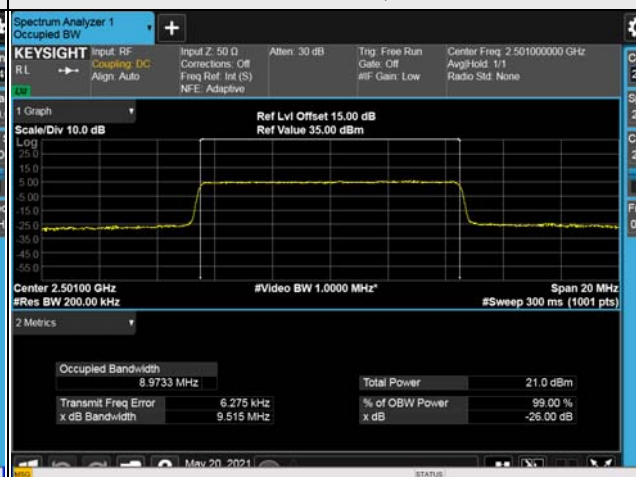 Spectrum Analyzer 1
Occupied BW
KEYSIGHT
RL
Input: RF
Coupling: DC
Align: Auto
Input Z: 50 Ω
Corrections: Off
Freq Ref: Int (S)
NFE: Adaptive
Atten: 30 dB
Trig: Free Run
Gate: Off
#IF Gain: Low
Center Freq: 2.501000000 GHz
Avg|Hold: 1/1
Radio Std: None
1 Graph
Scale/Div 10.0 dB
Ref Lvl Offset 15.00 dB
Ref Value 35.00 dBm
Log
25.0
15.0
5.00
-5.00
-15.0
-25.0
-35.0
-45.0
-55.0
Center 2.50100 GHz
#Res BW 200.00 kHz
#Video BW 1.0000 MHz*
Span 20 MHz
#Sweep 300 ms (1001 pts)
2 Metrics
Occupied Bandwidth
8.9733 MHz
Total Power 21.0 dBm
Transmit Freq Error 6.275 kHz
% of OBW Power 99.00 %
x dB Bandwidth 9.515 MHz
x dB -26.00 dB
May 20, 2021
MSG
STATUS